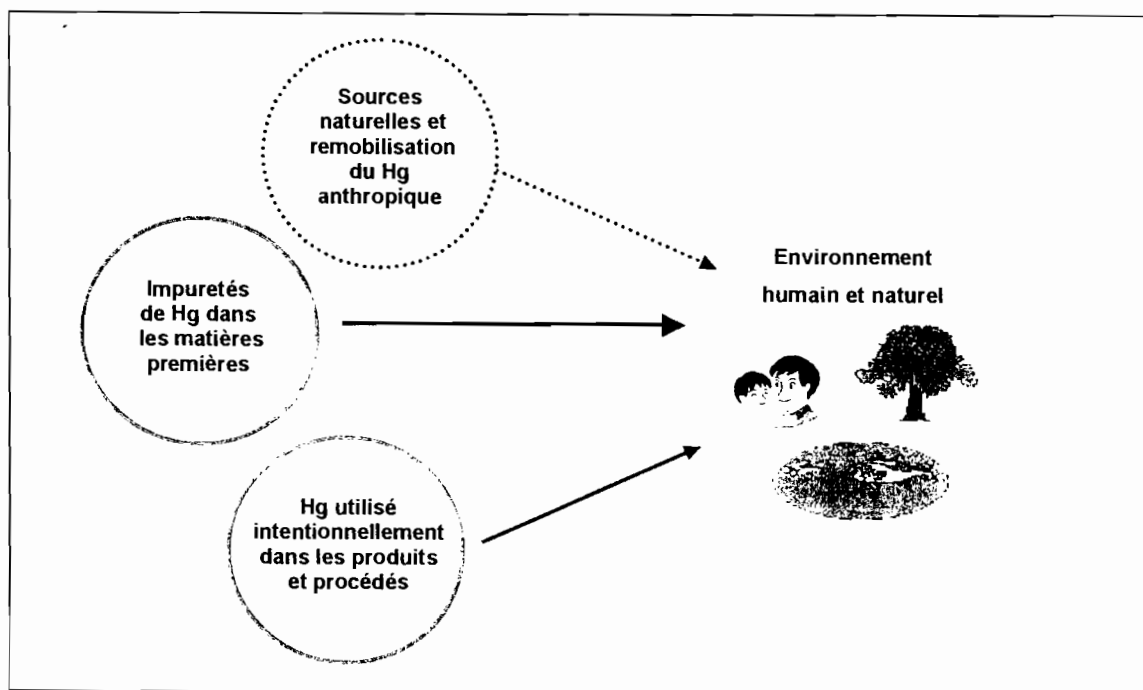 Sources
naturelles et
remobilisation
du Hg
anthropique
Impuretés
de Hg dans
les matières
premières
Hg utilisé
intentionnellement
dans les produits
et procédés
Environnement
humain et naturel